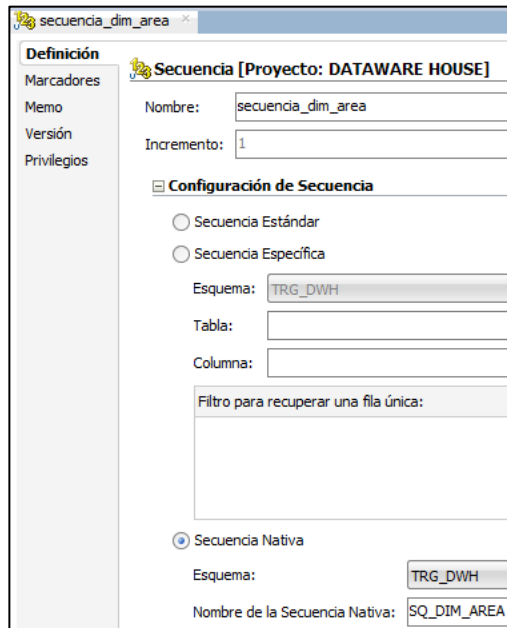 secuencia_dim_area
Definición
Marcadores
Memo
Versión
Privilegios
Secuencia [Proyecto: DATAWARE HOUSE]
Nombre: secuencia_dim_area
Incremento: 1
Configuración de Secuencia
Secuencia Estándar
Secuencia Específica
Esquema: TRG_DWH
Tabla:
Columna:
Filtro para recuperar una fila única:
Secuencia Nativa
Esquema: TRG_DWH
Nombre de la Secuencia Nativa: SQ_DIM_AREA